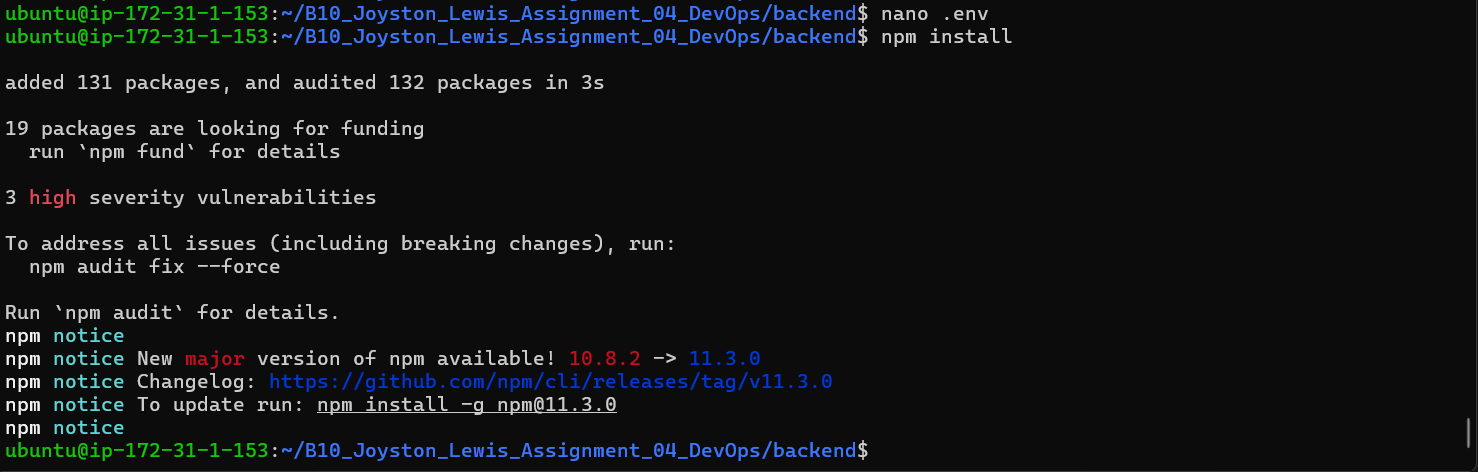 ubuntu@ip-172-31-1-153:~/B10_Joyston_Lewis_Assignment_04_DevOps/backend$ nano .env
ubuntu@ip-172-31-1-153:~/B10_Joyston_Lewis_Assignment_04_DevOps/backend$ npm install
added 131 packages, and audited 132 packages in 3s
19 packages are looking for funding
  run `npm fund` for details
3 high severity vulnerabilities
To address all issues (including breaking changes), run:
  npm audit fix --force
Run `npm audit` for details.
npm notice
npm notice New major version of npm available! 10.8.2 -> 11.3.0
npm notice Changelog: https://github.com/npm/cli/releases/tag/v11.3.0
npm notice To update run: npm install -g npm@11.3.0
npm notice
ubuntu@ip-172-31-1-153:~/B10_Joyston_Lewis_Assignment_04_DevOps/backend$